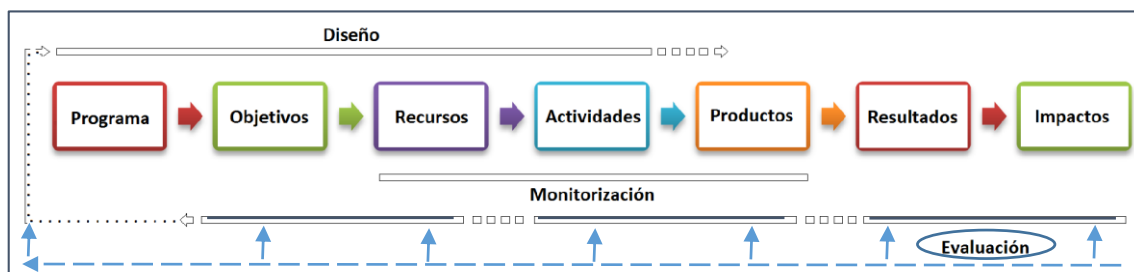 Diseño
Programa
Objetivos
Recursos
Actividades
Productos
Resultados
Impactos
Monitorización
Evaluación